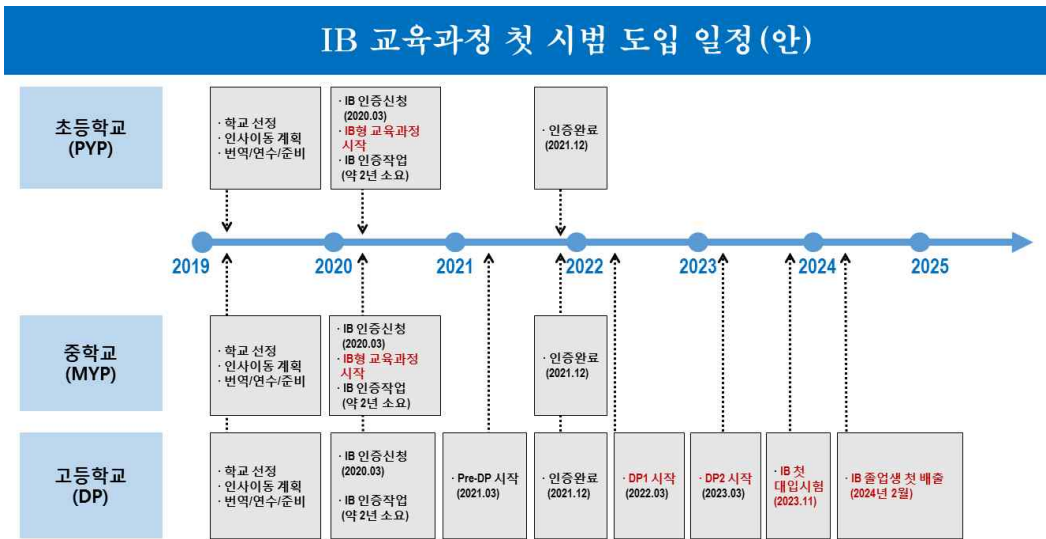 IB 교육과정 첫 시범 도입 일정(안)
초등학교
(PYP)
· 학교 선정
· 인사이동 계획
· 번역/연수/준비
· IB 인증신청
(2020.03)
· IB형 교육과정
시작
· IB 인증작업
(약 2년 소요)
· 인증완료
(2021.12)
2019
2020
2021
2022
2023
2024
2025
중학교
(MYP)
· 학교 선정
· 인사이동 계획
· 번역/연수/준비
· IB 인증신청
(2020.03)
· IB형 교육과정
시작
· IB 인증작업
(약 2년 소요)
· 인증완료
(2021.12)
고등학교
(DP)
· 학교 선정
· 인사이동 계획
· 번역/연수/준비
· IB 인증신청
(2020.03)
· IB 인증작업
(약 2년 소요)
· Pre-DP 시작
(2021.03)
· 인증완료
(2021.12)
· DP1 시작
(2022.03)
· DP2 시작
(2023.03)
· IB 첫
대입시험
(2023.11)
· IB 졸업생 첫 배출
(2024년 2월)